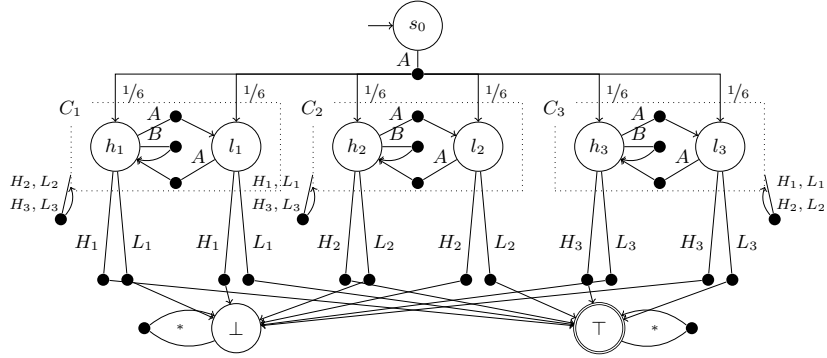 s₀
A
1/6 1/6 1/6 1/6 1/6 1/6
C₁ C₂ C₃
A A A
B B B
h₁ l₁ h₂ l₂ h₃ l₃
A A A
H₂, L₂ H₁, L₁ H₁, L₁
H₃, L₃ H₃, L₃ H₂, L₂
H₁ L₁ H₁ L₁ H₂ L₂ H₂ L₂ H₃ L₃ H₃ L₃
* ⊥ ⊤ *